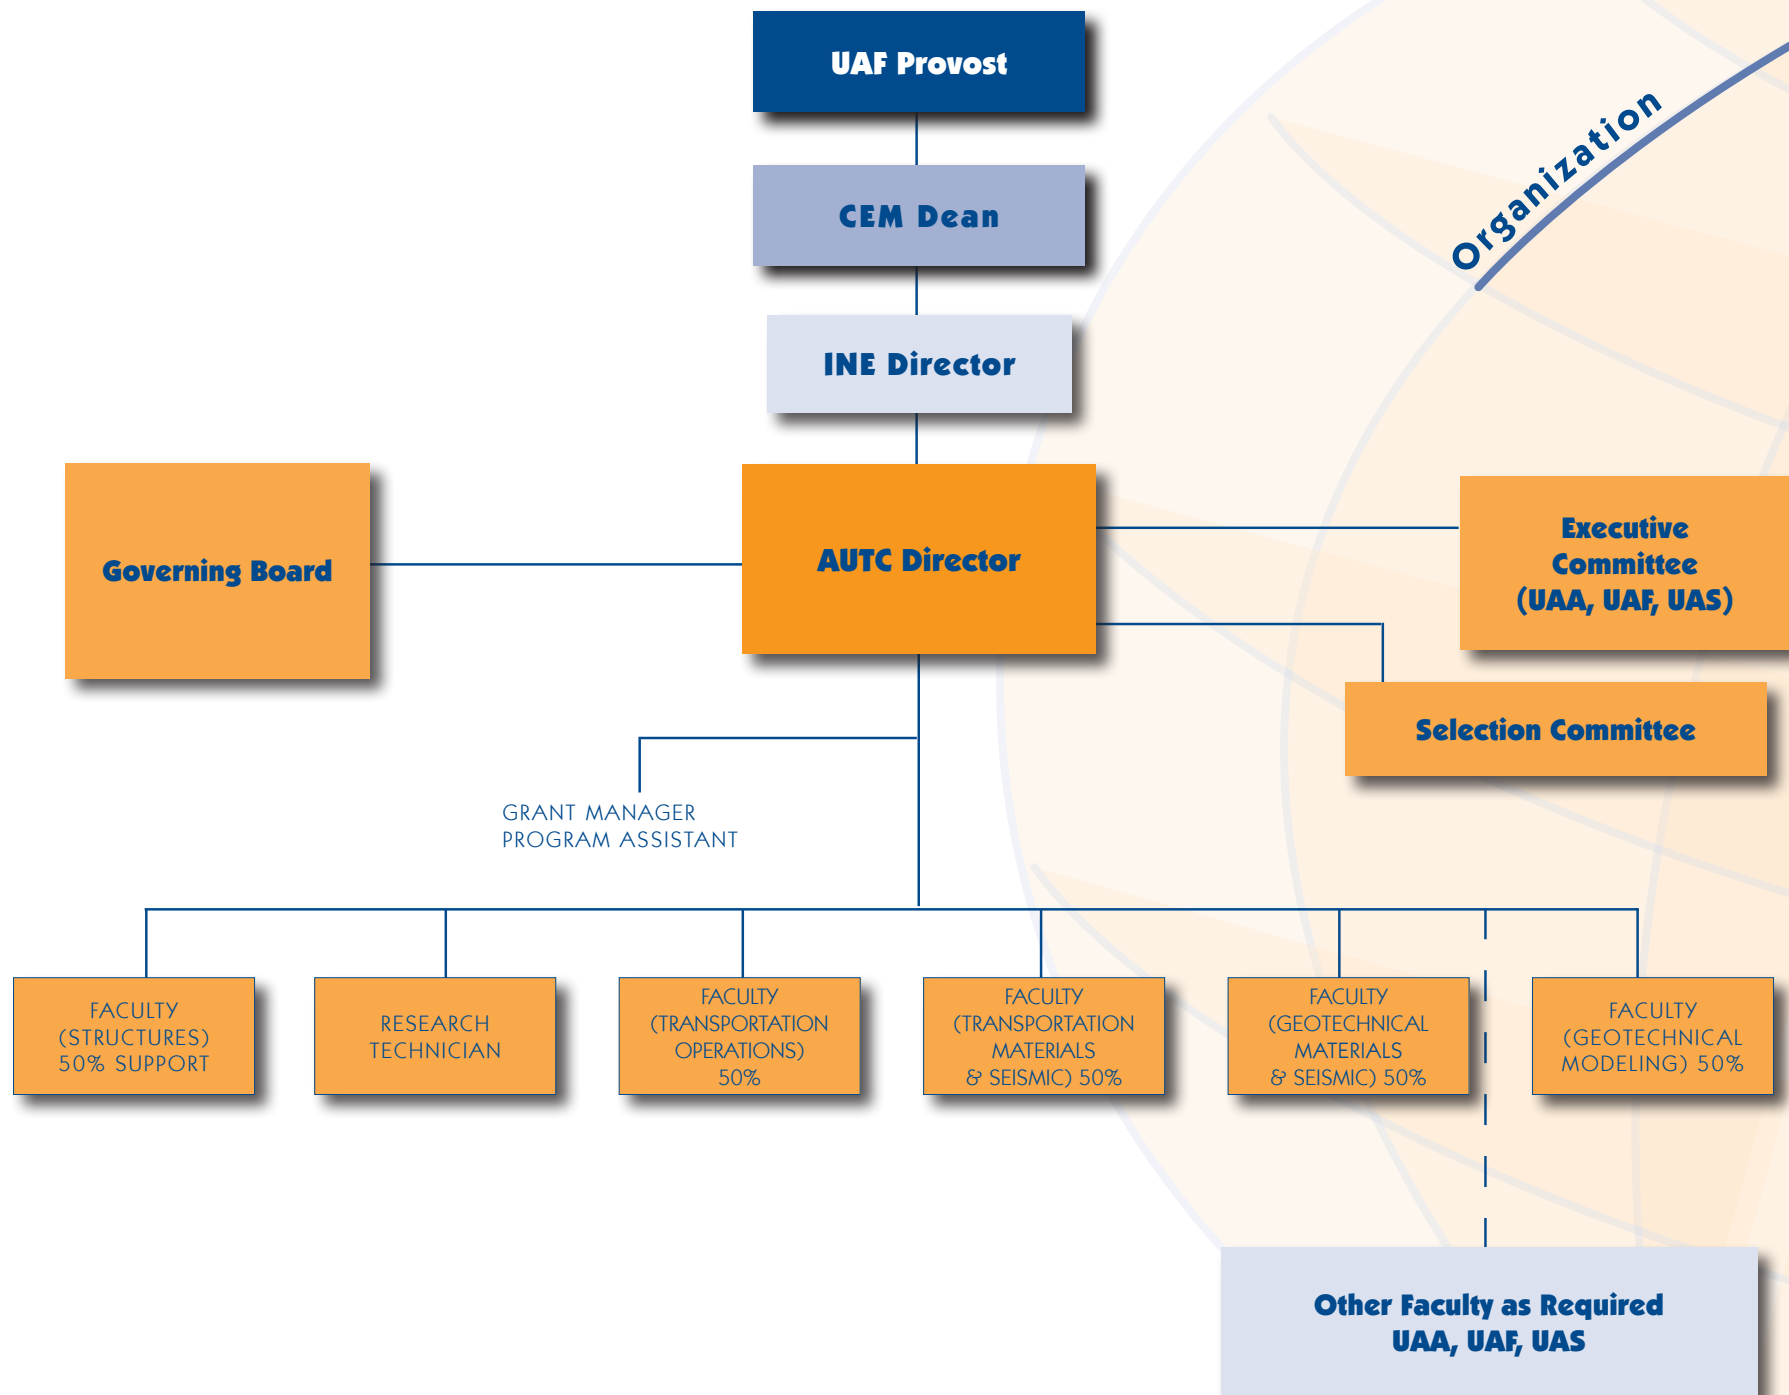 UAF Provost
Organization
CEM Dean
INE Director
Governing Board
AUTC Director
Executive
Committee
(UAA, UAF, UAS)
Selection Committee
GRANT MANAGER
PROGRAM ASSISTANT
FACULTY
(STRUCTURES)
50% SUPPORT
RESEARCH
TECHNICIAN
FACULTY
(TRANSPORTATION
OPERATIONS)
50%
FACULTY
(TRANSPORTATION
MATERIALS
& SEISMIC) 50%
FACULTY
(GEOTECHNICAL
MATERIALS
& SEISMIC) 50%
FACULTY
(GEOTECHNICAL
MODELING) 50%
Other Faculty as Required
UAA, UAF, UAS